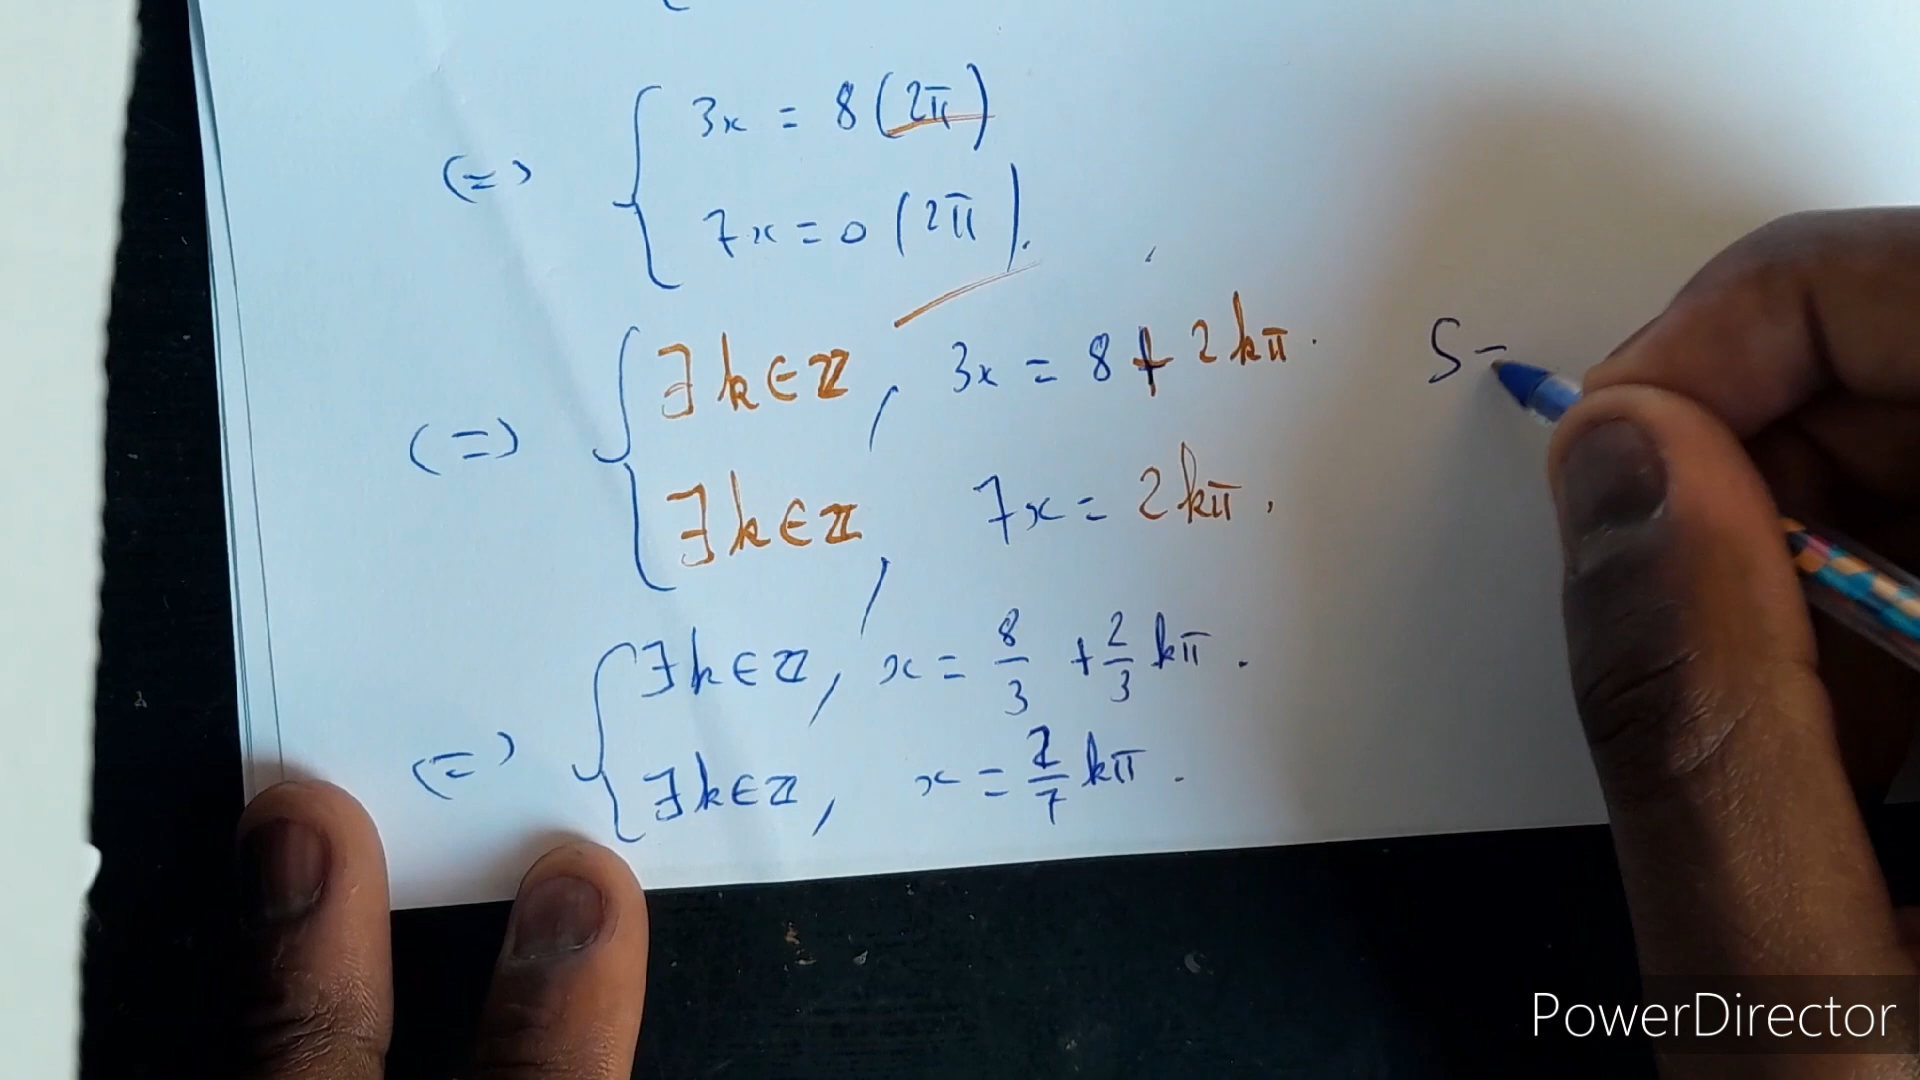 3x = 8 (2π)
(=)
7x = 0 (2π).
∃ k ∈ ℤ, 3x = 8 + 2kπ.
S =
(=)
∃ k ∈ ℤ, 7x = 2kπ.
∃ k ∈ ℤ, x = 8/3 + 2/3 kπ.
(=)
∃ k ∈ ℤ, x = 2/7 kπ.
PowerDirector